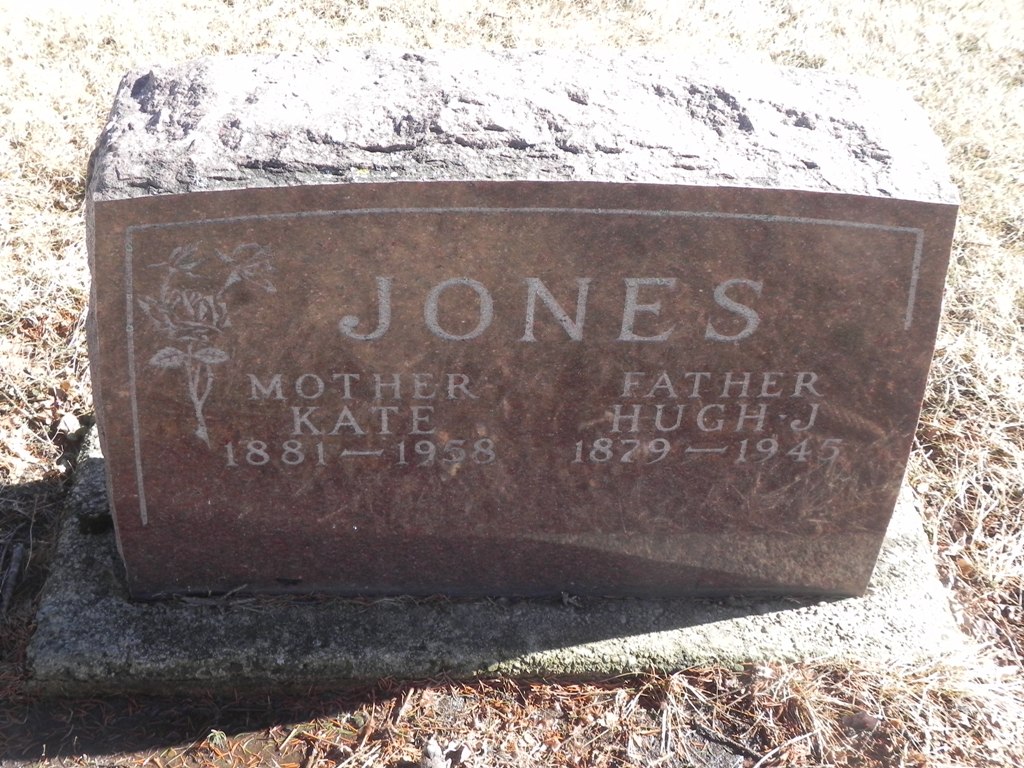 JONES
MOTHER FATHER
KATE HUGH·J
1881—1958 1879—1945